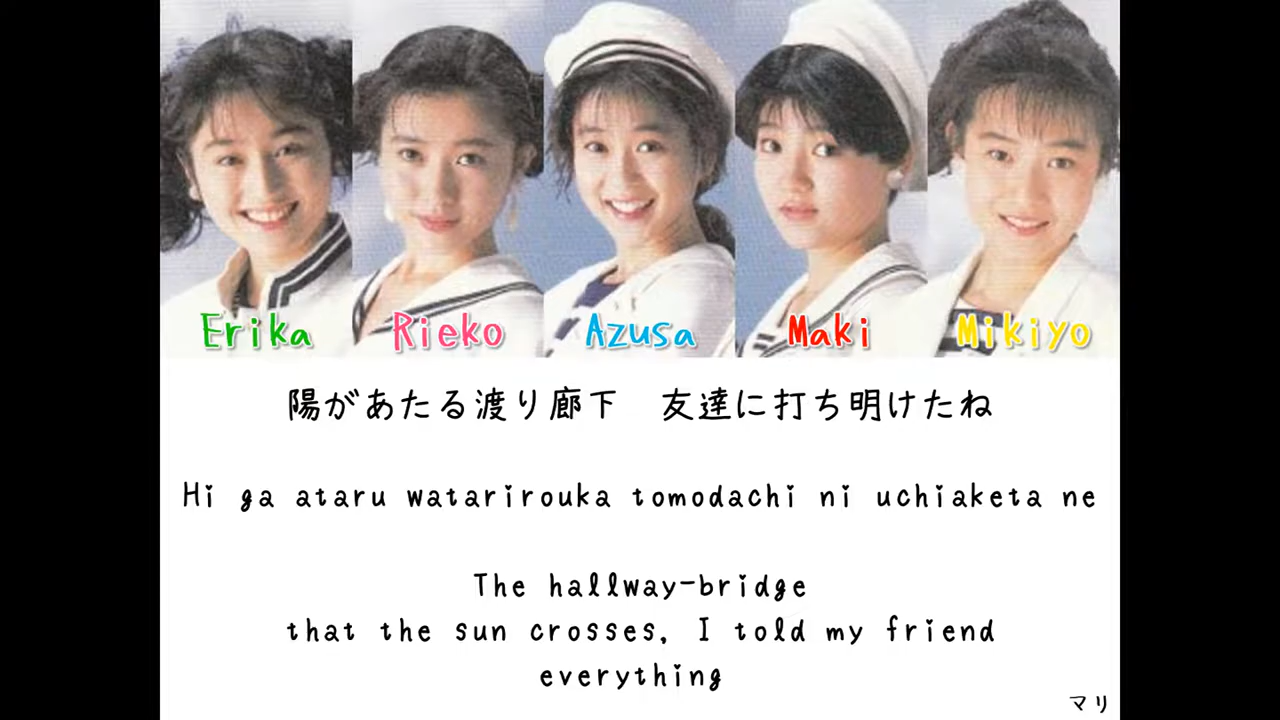 Erika Rieko Azusa Maki Mikiyo
陽があたる渡り廊下　友達に打ち明けたね
Hi ga ataru watarirouka tomodachi ni uchiaketa ne
The hallway-bridge
that the sun crosses, I told my friend
everything
マリ